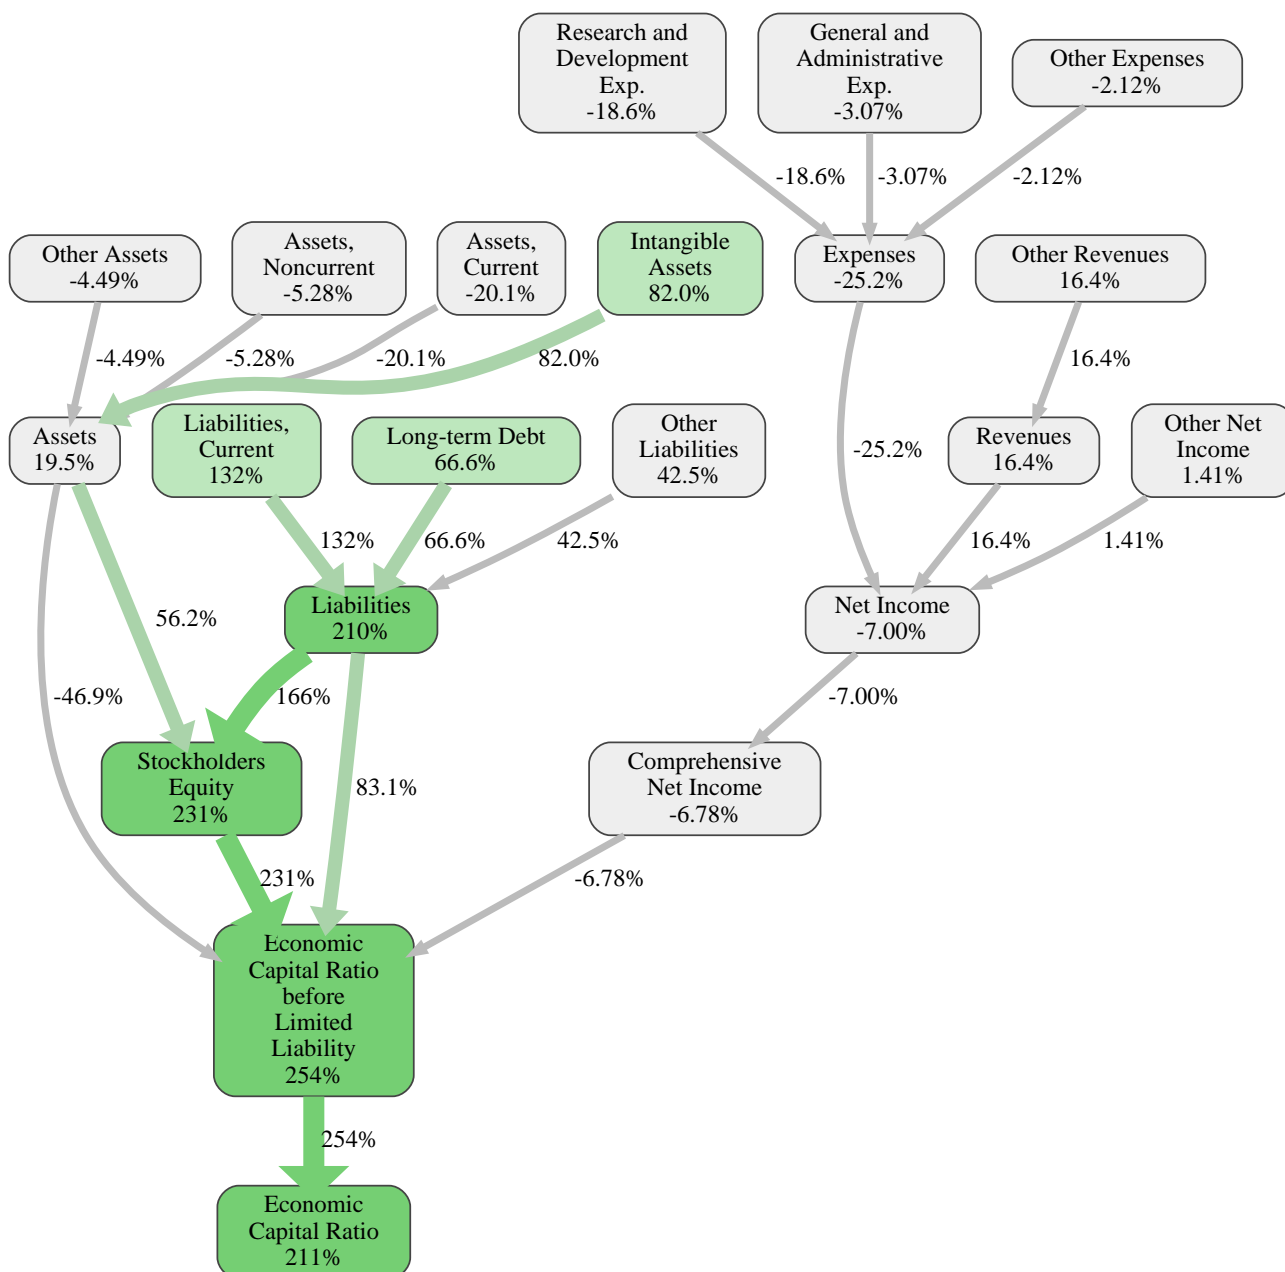 Research and
Development
Exp.
-18.6%
General and
Administrative
Exp.
-3.07%
Other Expenses
-2.12%
-18.6%
-3.07%
-2.12%
Other Assets
-4.49%
Assets,
Noncurrent
-5.28%
Assets,
Current
-20.1%
Intangible
Assets
82.0%
Expenses
-25.2%
Other Revenues
16.4%
-4.49%
-5.28%
-20.1%
82.0%
16.4%
Assets
19.5%
Liabilities,
Current
132%
Long-term Debt
66.6%
Other
Liabilities
42.5%
-25.2%
Revenues
16.4%
Other Net
Income
1.41%
132%
66.6%
42.5%
16.4%
1.41%
Liabilities
210%
Net Income
-7.00%
56.2%
-46.9%
166%
-7.00%
Stockholders
Equity
231%
83.1%
Comprehensive
Net Income
-6.78%
231%
-6.78%
Economic
Capital Ratio
before
Limited
Liability
254%
254%
Economic
Capital Ratio
211%